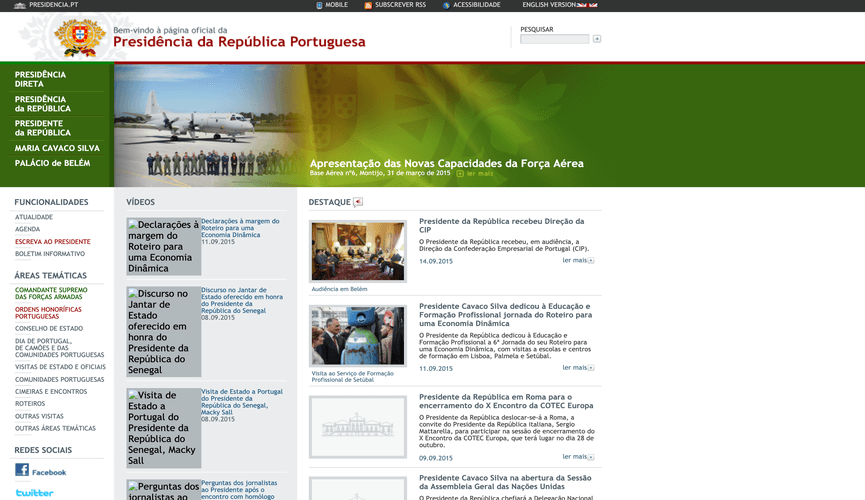 PRESIDENCIA.PT
MOBILE
SUBSCREVER RSS
ACESSIBILIDADE
ENGLISH VERSION
Bem-vindo à página oficial da
Presidência da República Portuguesa
PESQUISAR
PRESIDÊNCIA
DIRETA
PRESIDÊNCIA
da REPÚBLICA
PRESIDENTE
da REPÚBLICA
MARIA CAVACO SILVA
PALÁCIO de BELÉM
Apresentação das Novas Capacidades da Força Aérea
Base Aérea nº6, Montijo, 31 de março de 2015
ler mais
FUNCIONALIDADES
ATUALIDADE
AGENDA
ESCREVA AO PRESIDENTE
BOLETIM INFORMATIVO
ÁREAS TEMÁTICAS
COMANDANTE SUPREMO
DAS FORÇAS ARMADAS
ORDENS HONORÍFICAS
PORTUGUESAS
CONSELHO DE ESTADO
DIA DE PORTUGAL,
DE CAMÕES E DAS
COMUNIDADES PORTUGUESAS
VISITAS DE ESTADO E OFICIAIS
COMUNIDADES PORTUGUESAS
CIMEIRAS E ENCONTROS
ROTEIROS
OUTRAS VISITAS
OUTRAS ÁREAS TEMÁTICAS
REDES SOCIAIS
Facebook
twitter
VÍDEOS
Declarações à
margem do
Roteiro para
uma Economia
Dinâmica
Declarações à margem do
Roteiro para uma
Economia Dinâmica
11.09.2015
Discurso no
Jantar de
Estado
oferecido em
honra do
Presidente da
República do
Senegal
Discurso no Jantar de
Estado oferecido em honra
do Presidente da
República do Senegal
08.09.2015
Visita de
Estado a
Portugal do
Presidente da
República do
Senegal, Macky
Sall
Visita de Estado a Portugal
do Presidente da
República do Senegal,
Macky Sall
08.09.2015
Perguntas dos
jornalistas ao
Perguntas dos jornalistas
ao Presidente após o
encontro com homólogo
DESTAQUE
Audiência em Belém
Presidente da República recebeu Direção da
CIP
O Presidente da República recebeu, em audiência, a
Direção da Confederação Empresarial de Portugal (CIP).
14.09.2015
ler mais
Visita ao Serviço de Formação
Profissional de Setúbal
Presidente Cavaco Silva dedicou à Educação e
Formação Profissional jornada do Roteiro para
uma Economia Dinâmica
O Presidente da República dedicou à Educação e
Formação Profissional a 6ª Jornada do seu Roteiro para
uma Economia Dinâmica, com visitas a escolas e centros
de formação em Lisboa, Palmela e Setúbal.
11.09.2015
ler mais
Presidente da República em Roma para o
encerramento do X Encontro da COTEC Europa
O Presidente da República deslocar-se-á a Roma, a
convite do Presidente da República italiana, Sergio
Mattarella, para participar na sessão de encerramento do
X Encontro da COTEC Europa, que terá lugar no dia 28 de
outubro.
09.09.2015
ler mais
Presidente Cavaco Silva na abertura da Sessão
da Assembleia Geral das Nações Unidas
O Presidente da República chefiará a Delegação Nacional